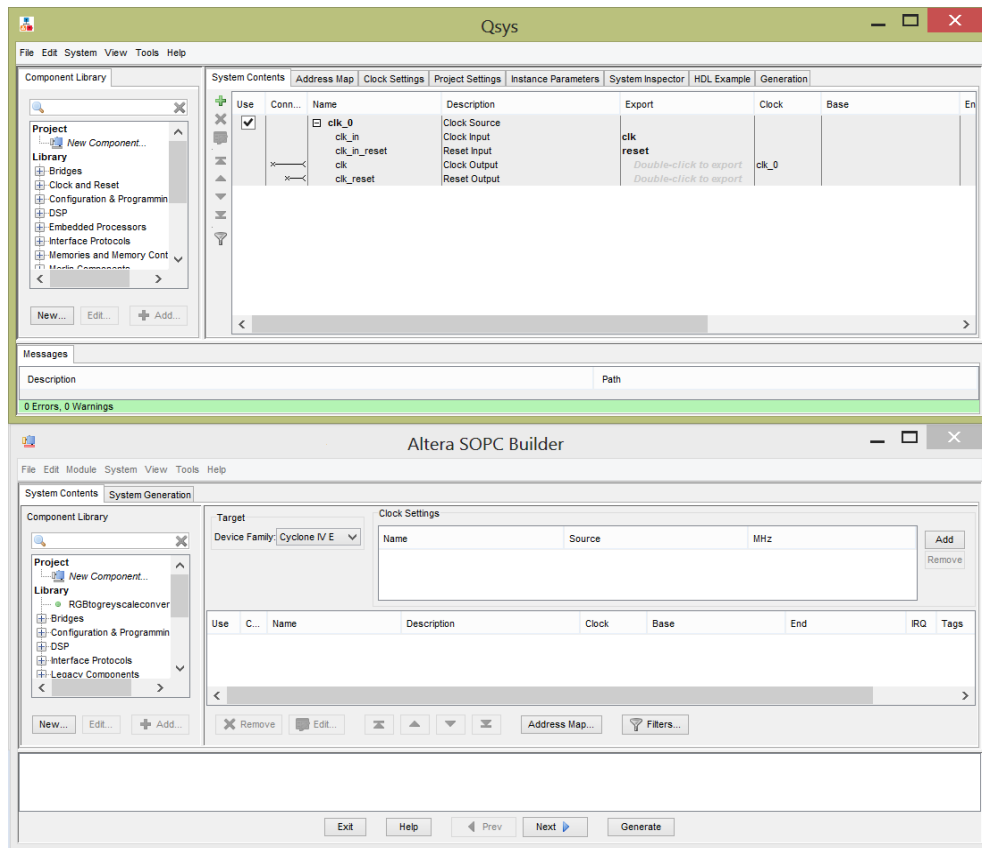 Qsys
File Edit System View Tools Help
Component Library
System Contents Address Map Clock Settings Project Settings Instance Parameters System Inspector HDL Example Generation
Use Conn... Name Description Export Clock Base En
Project
New Component...
Library
Bridges
Clock and Reset
Configuration & Programmin
DSP
Embedded Processors
Interface Protocols
Memories and Memory Cont
Merlin Components
clk_0 Clock Source
clk_in Clock Input clk
clk_in_reset Reset Input reset
clk Clock Output Double-click to export clk_0
clk_reset Reset Output Double-click to export
New... Edit... Add...
Messages
Description Path
0 Errors, 0 Warnings
Altera SOPC Builder
File Edit Module System View Tools Help
System Contents System Generation
Component Library
Project
New Component...
Library
RGBtogreyscaleconver
Bridges
Configuration & Programmin
DSP
Interface Protocols
Legacy Components
New... Edit... Add...
Target
Device Family: Cyclone IV E
Clock Settings
Name Source MHz
Add
Remove
Use C... Name Description Clock Base End IRQ Tags
Remove Edit... Address Map... Filters...
Exit Help Prev Next Generate